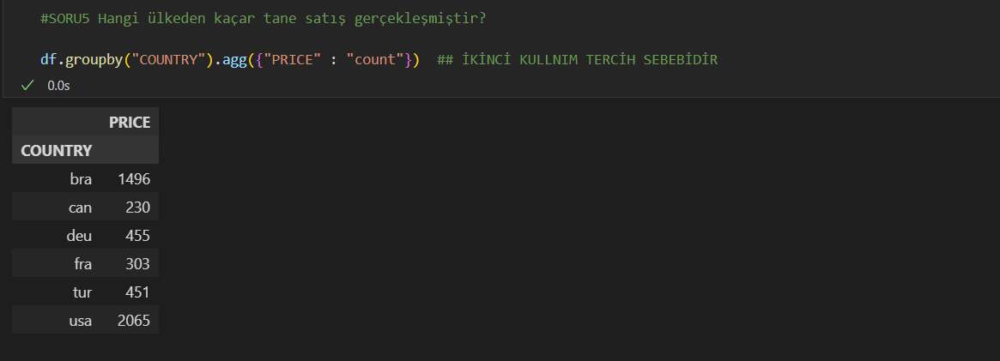 #SORU5 Hangi ülkeden kaçar tane satış gerçekleşmiştir?
df.groupby("COUNTRY").agg({"PRICE" : "count"})  ## İKİNCİ KULLNIM TERCİH SEBEBİDİR
0.0s
PRICE
COUNTRY
bra 1496
can 230
deu 455
fra 303
tur 451
usa 2065